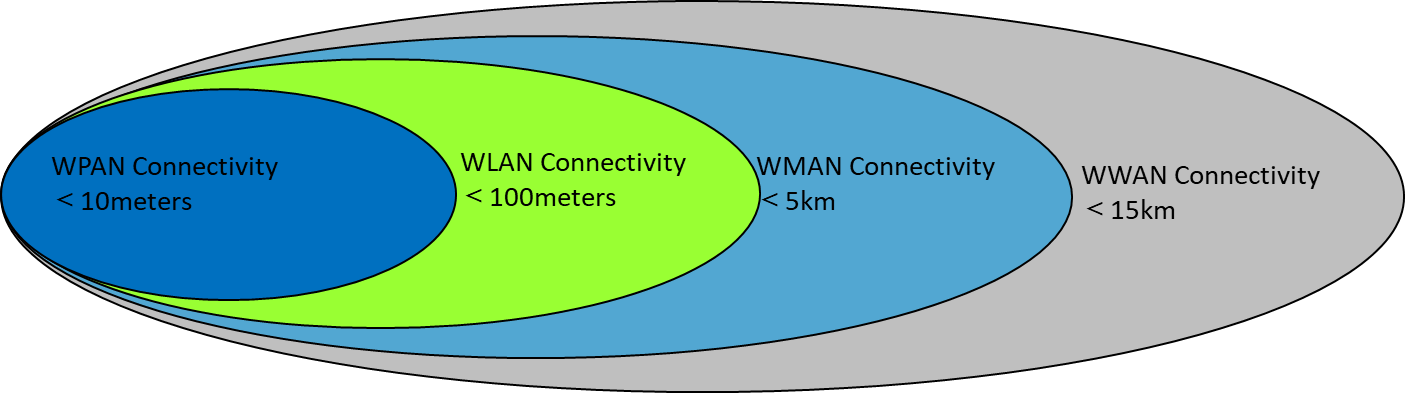 WPAN Connectivity
< 10meters
WLAN Connectivity
< 100meters
WMAN Connectivity
< 5km
WWAN Connectivity
< 15km